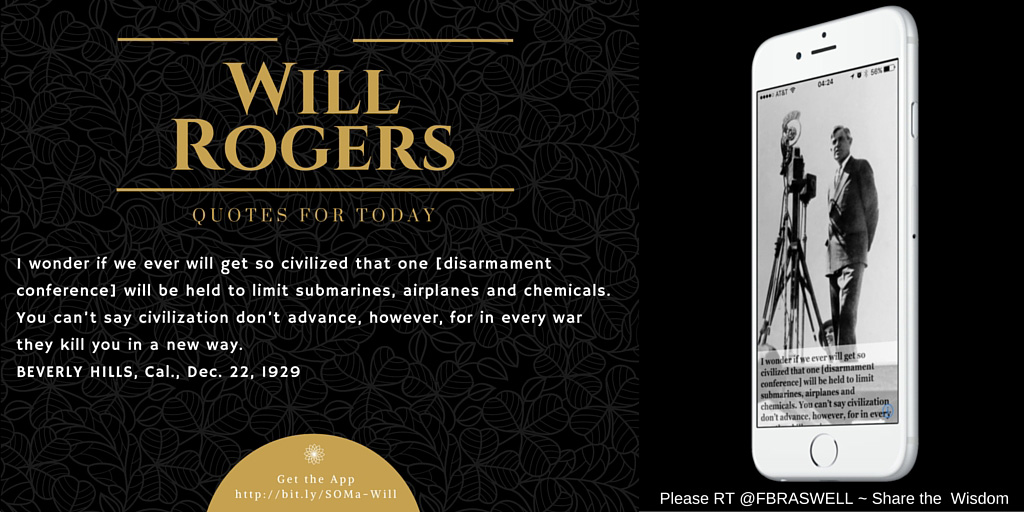 WILL
ROGERS
QUOTES FOR TODAY
I wonder if we ever will get so civilized that one [disarmament
conference] will be held to limit submarines, airplanes and chemicals.
You can't say civilization don't advance, however, for in every war
they kill you in a new way.
BEVERLY HILLS, Cal., Dec. 22, 1929
Get the App
http://bit.ly/SOMa-Will
AT&T 04:24 56%
I wonder if we ever will get so
civilized that one [disarmament
conference] will be held to limit
submarines, airplanes and
chemicals. You can't say civilization
don't advance, however, for in every
Please RT @FBRASWELL ~ Share the Wisdom